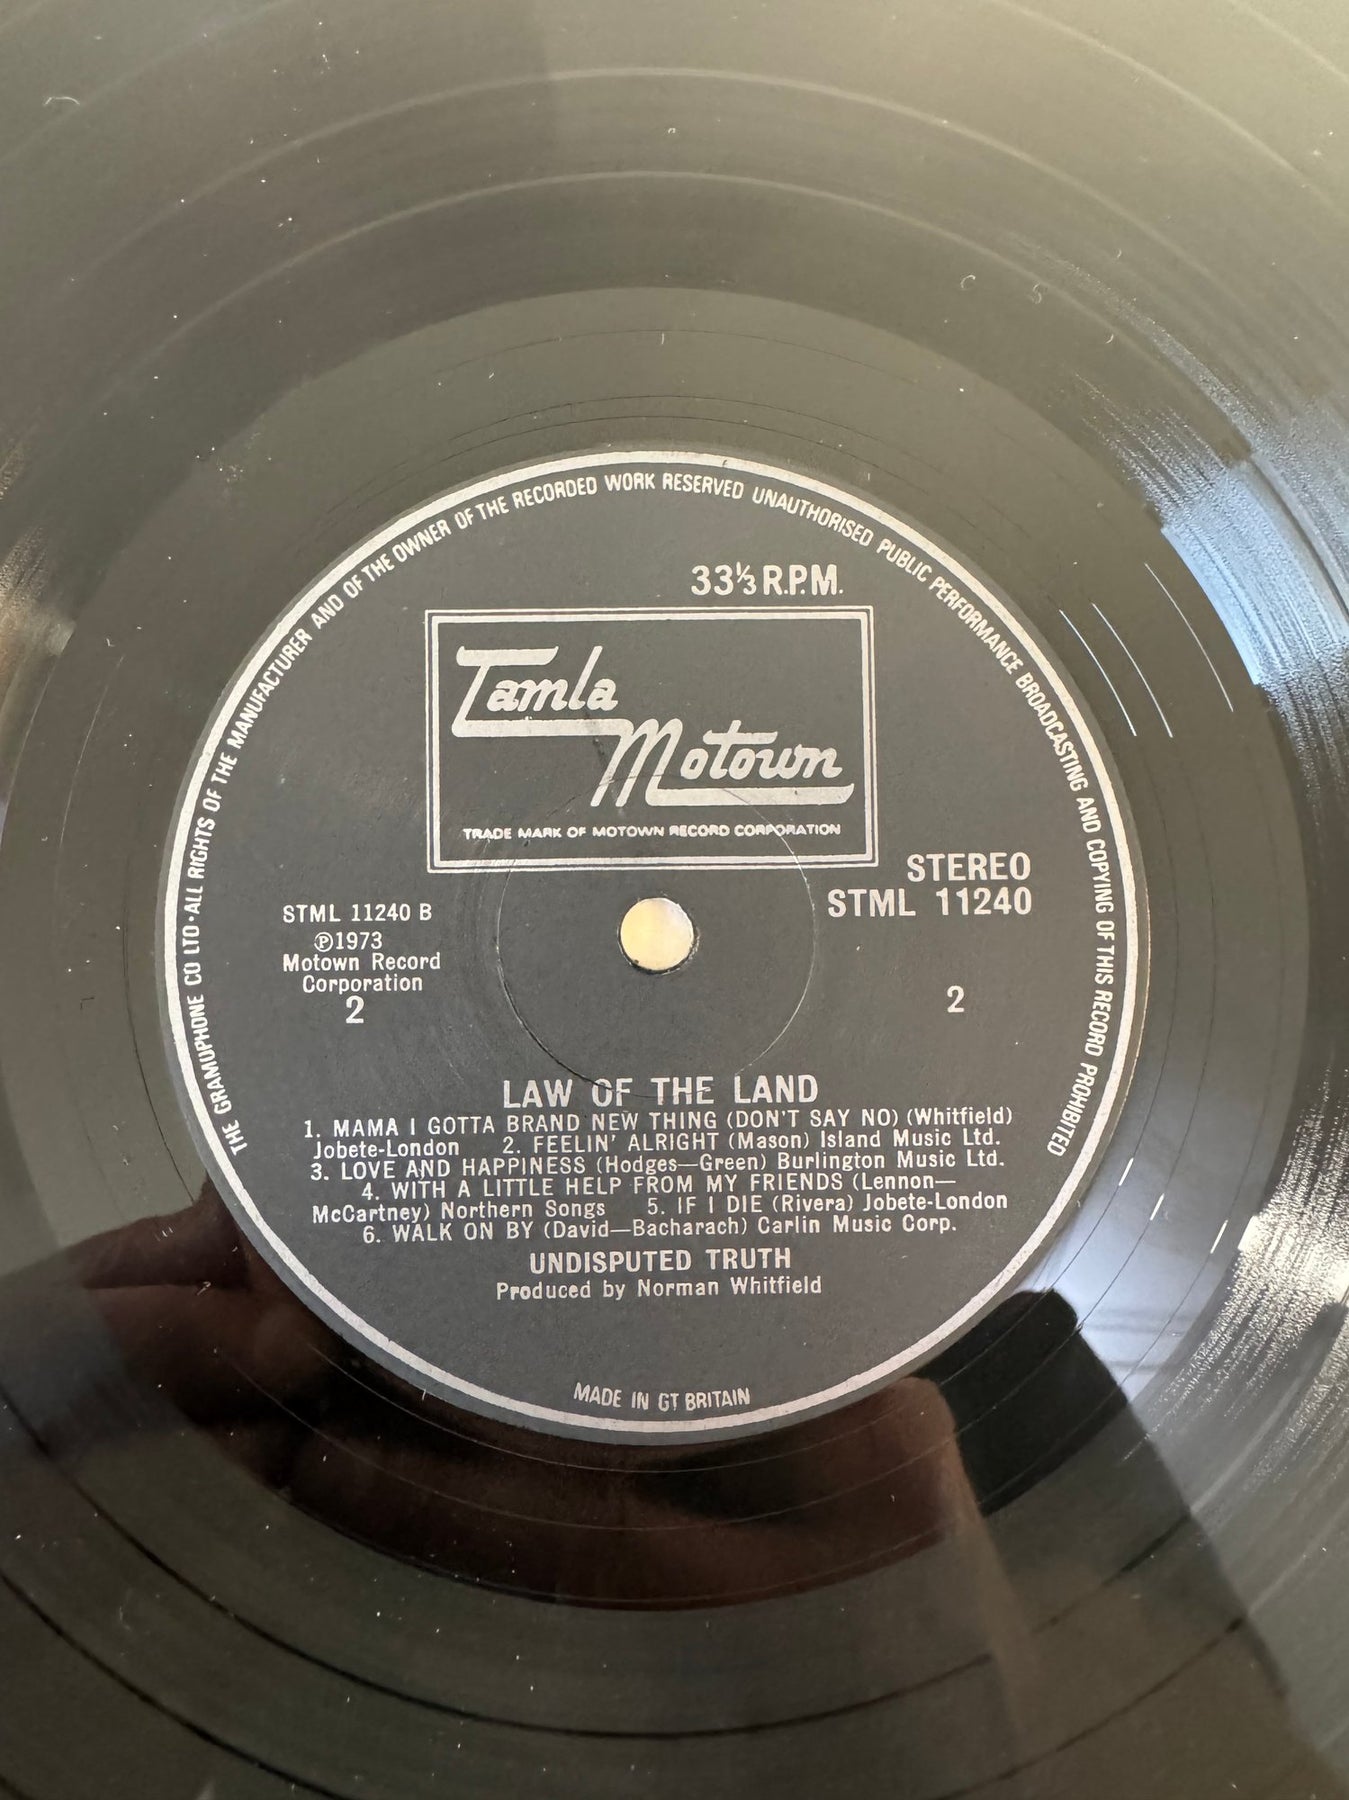 THE GRAMOPHONE CO LTD · ALL RIGHTS OF THE MANUFACTURER AND OF THE OWNER OF THE RECORDED WORK RESERVED UNAUTHORISED PUBLIC PERFORMANCE BROADCASTING AND COPYING OF THIS RECORD PROHIBITED
33⅓ R.P.M.
Tamla
Motown
TRADE MARK OF MOTOWN RECORD CORPORATION
STEREO
STML 11240
STML 11240 B
℗1973
Motown Record
Corporation
2
2
LAW OF THE LAND
1. MAMA I GOTTA BRAND NEW THING (DON'T SAY NO) (Whitfield)
Jobete-London 2. FEELIN' ALRIGHT (Mason) Island Music Ltd.
3. LOVE AND HAPPINESS (Hodges—Green) Burlington Music Ltd.
4. WITH A LITTLE HELP FROM MY FRIENDS (Lennon—
McCartney) Northern Songs 5. IF I DIE (Rivera) Jobete-London
6. WALK ON BY (David—Bacharach) Carlin Music Corp.
UNDISPUTED TRUTH
Produced by Norman Whitfield
MADE IN GT BRITAIN